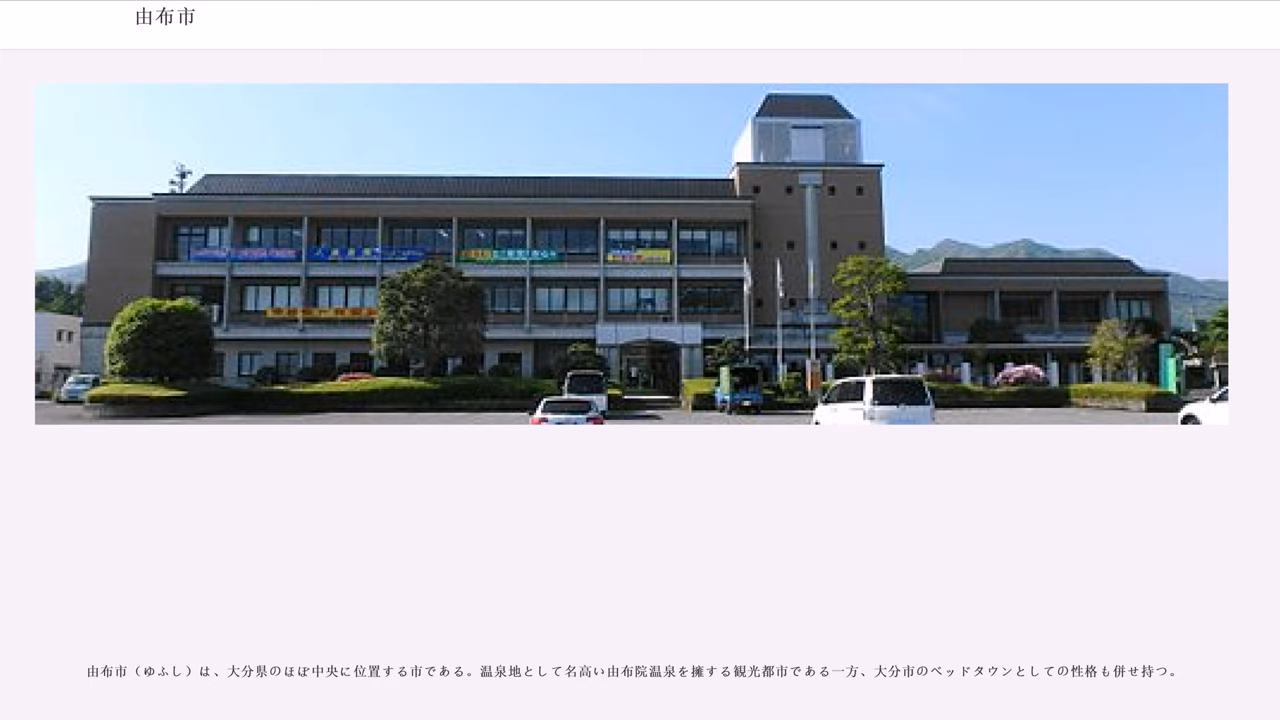 由布市
由布市（ゆふし）は、大分県のほぼ中央に位置する市である。温泉地として名高い由布院温泉を擁する観光都市である一方、大分市のベッドタウンとしての性格も併せ持つ。